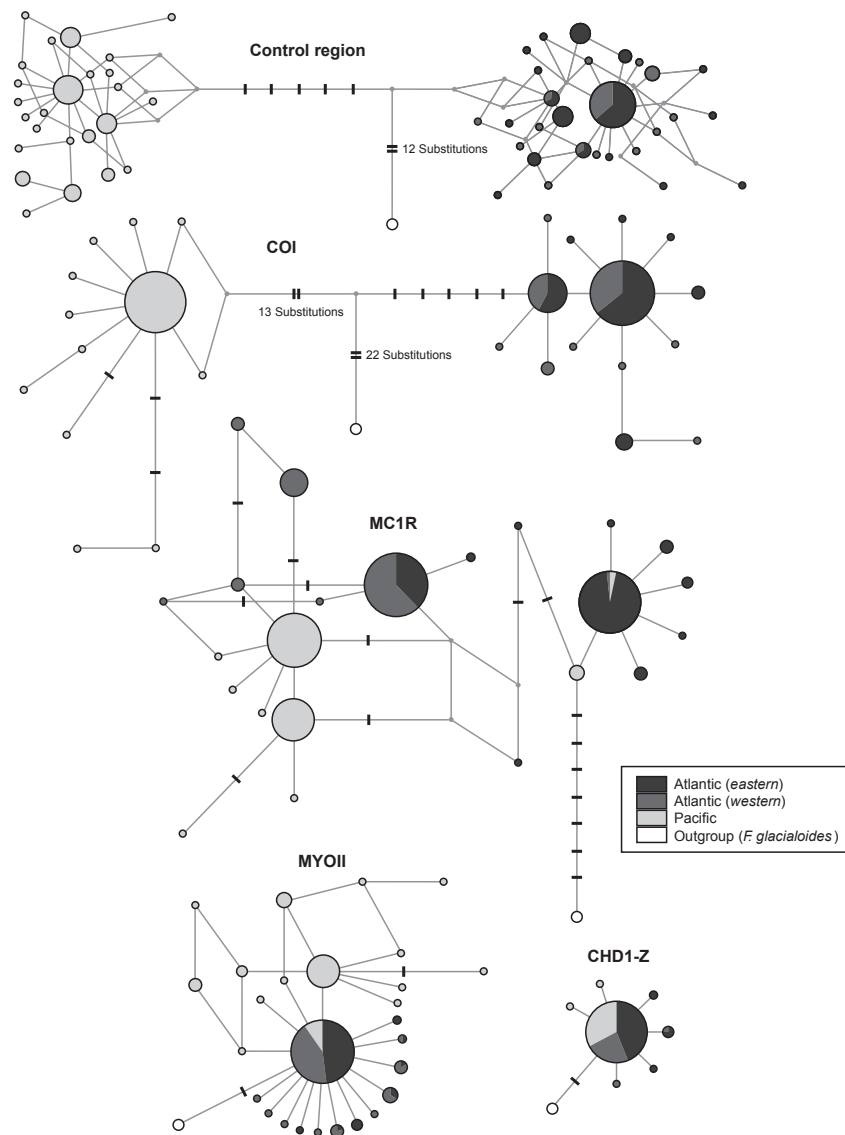 Control region
12 Substitutions
COI
13 Substitutions
22 Substitutions
MC1R
Atlantic (eastern)
Atlantic (western)
Pacific
Outgroup (F. glacialoides)
MYOII
CHD1-Z